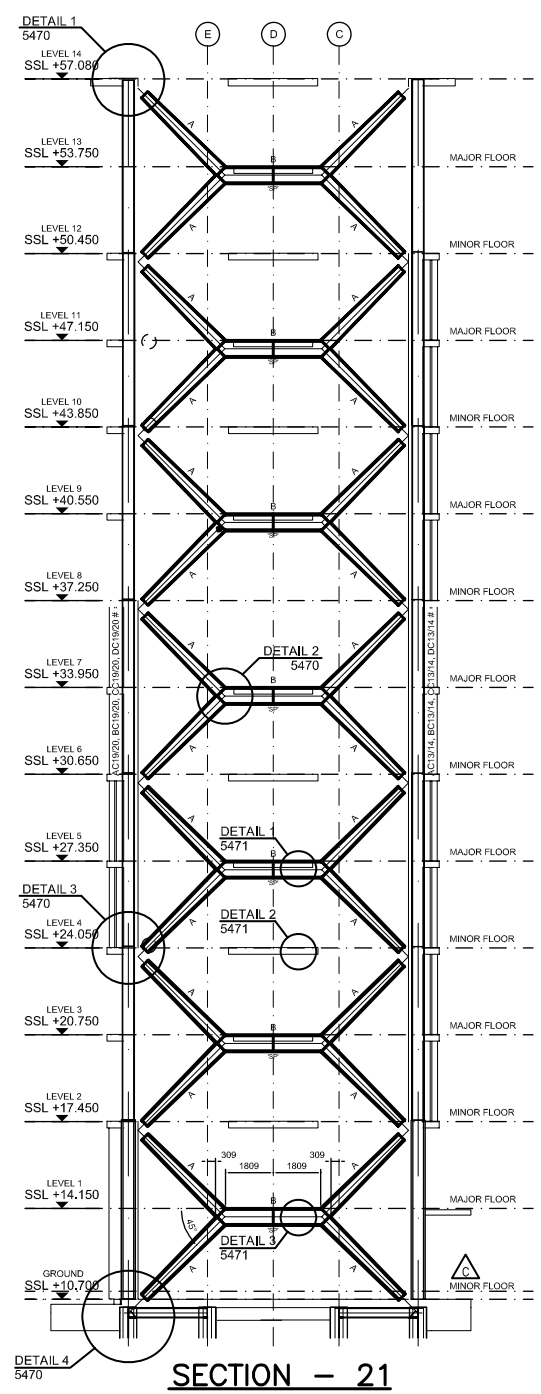 DETAIL 1
5470
E
D
C
LEVEL 14
SSL +57.080
A
A
LEVEL 13
SSL +53.750
B
MAJOR FLOOR
A
A
LEVEL 12
SSL +50.450
MINOR FLOOR
A
A
LEVEL 11
SSL +47.150
B
MAJOR FLOOR
A
A
LEVEL 10
SSL +43.850
MINOR FLOOR
A
A
LEVEL 9
SSL +40.550
B
MAJOR FLOOR
A
A
LEVEL 8
SSL +37.250
MINOR FLOOR
AC19/20, BC19/20, CC19/20, DC19/20 #
AC13/14, BC13/14, CC13/14, DC13/14 #
A
A
DETAIL 2
5470
LEVEL 7
SSL +33.950
B
MAJOR FLOOR
A
A
LEVEL 6
SSL +30.650
MINOR FLOOR
A
A
DETAIL 1
5471
LEVEL 5
SSL +27.350
B
MAJOR FLOOR
A
A
DETAIL 3
5470
DETAIL 2
5471
LEVEL 4
SSL +24.050
MINOR FLOOR
A
A
LEVEL 3
SSL +20.750
B
MAJOR FLOOR
A
A
LEVEL 2
SSL +17.450
MINOR FLOOR
A
A
309
309
1809
1809
LEVEL 1
SSL +14.150
B
MAJOR FLOOR
45°
DETAIL 3
5471
A
A
GROUND
SSL +10.700
C
MINOR FLOOR
DETAIL 4
5470
SECTION - 21